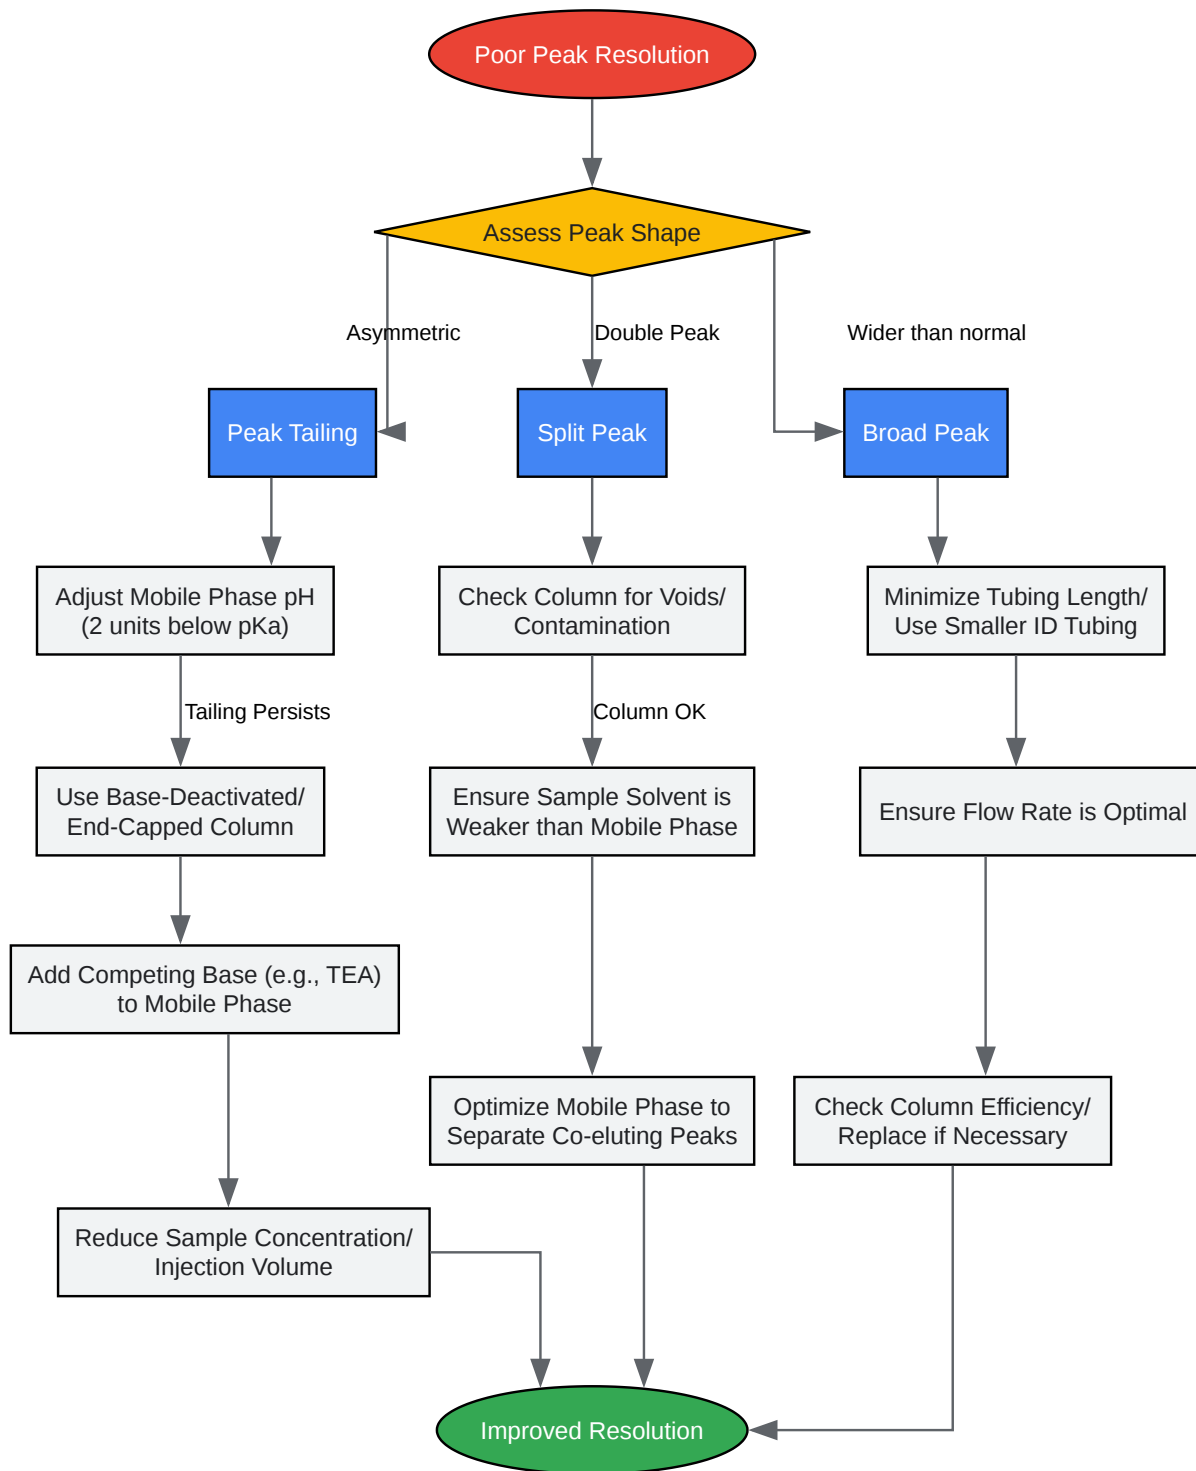 Poor Peak Resolution
Assess Peak Shape
Asymmetric
Double Peak
Wider than normal
Peak Tailing
Split Peak
Broad Peak
Adjust Mobile Phase pH
(2 units below pKa)
Check Column for Voids/
Contamination
Minimize Tubing Length/
Use Smaller ID Tubing
Tailing Persists
Column OK
Use Base-Deactivated/
End-Capped Column
Ensure Sample Solvent is
Weaker than Mobile Phase
Ensure Flow Rate is Optimal
Add Competing Base (e.g., TEA)
to Mobile Phase
Optimize Mobile Phase to
Separate Co-eluting Peaks
Check Column Efficiency/
Replace if Necessary
Reduce Sample Concentration/
Injection Volume
Improved Resolution